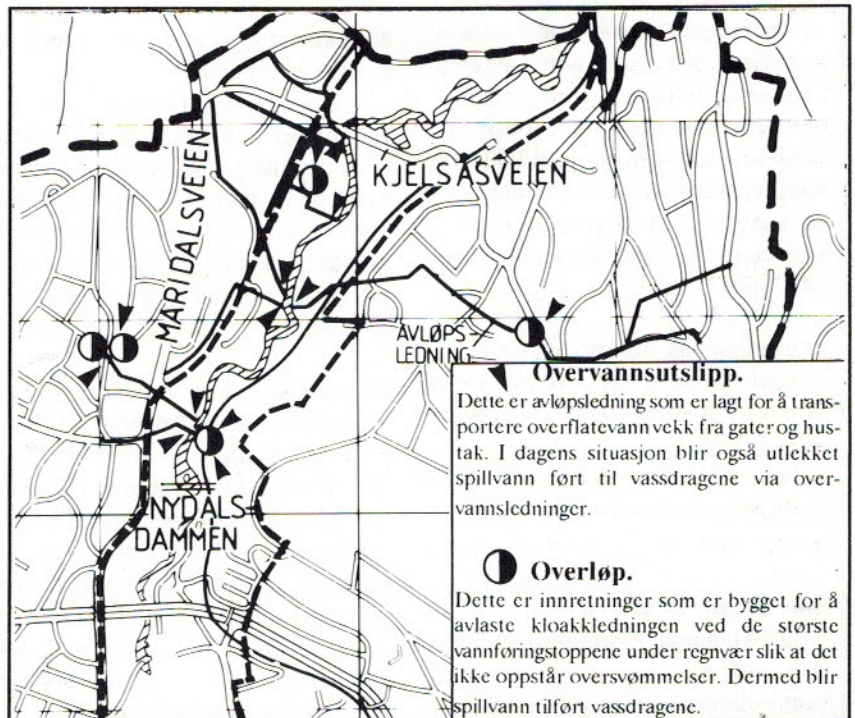 MARIDALSVEIEN
KJELSÅSVEIEN
AVLØPS-
LEDNING
NYDALS-
DAMMEN
Overvannsutslipp.
Dette er avløpsledning som er lagt for å trans-
portere overflatevann vekk fra gater og hus-
tak. I dagens situasjon blir også utlekket
spillvann ført til vassdragene via over-
vannsledninger.
Overløp.
Dette er innretninger som er bygget for å
avlaste kloakkledningen ved de største
vannføringstoppene under regnvær slik at det
ikke oppstår oversvømmelser. Dermed blir
spillvann tilført vassdragene.